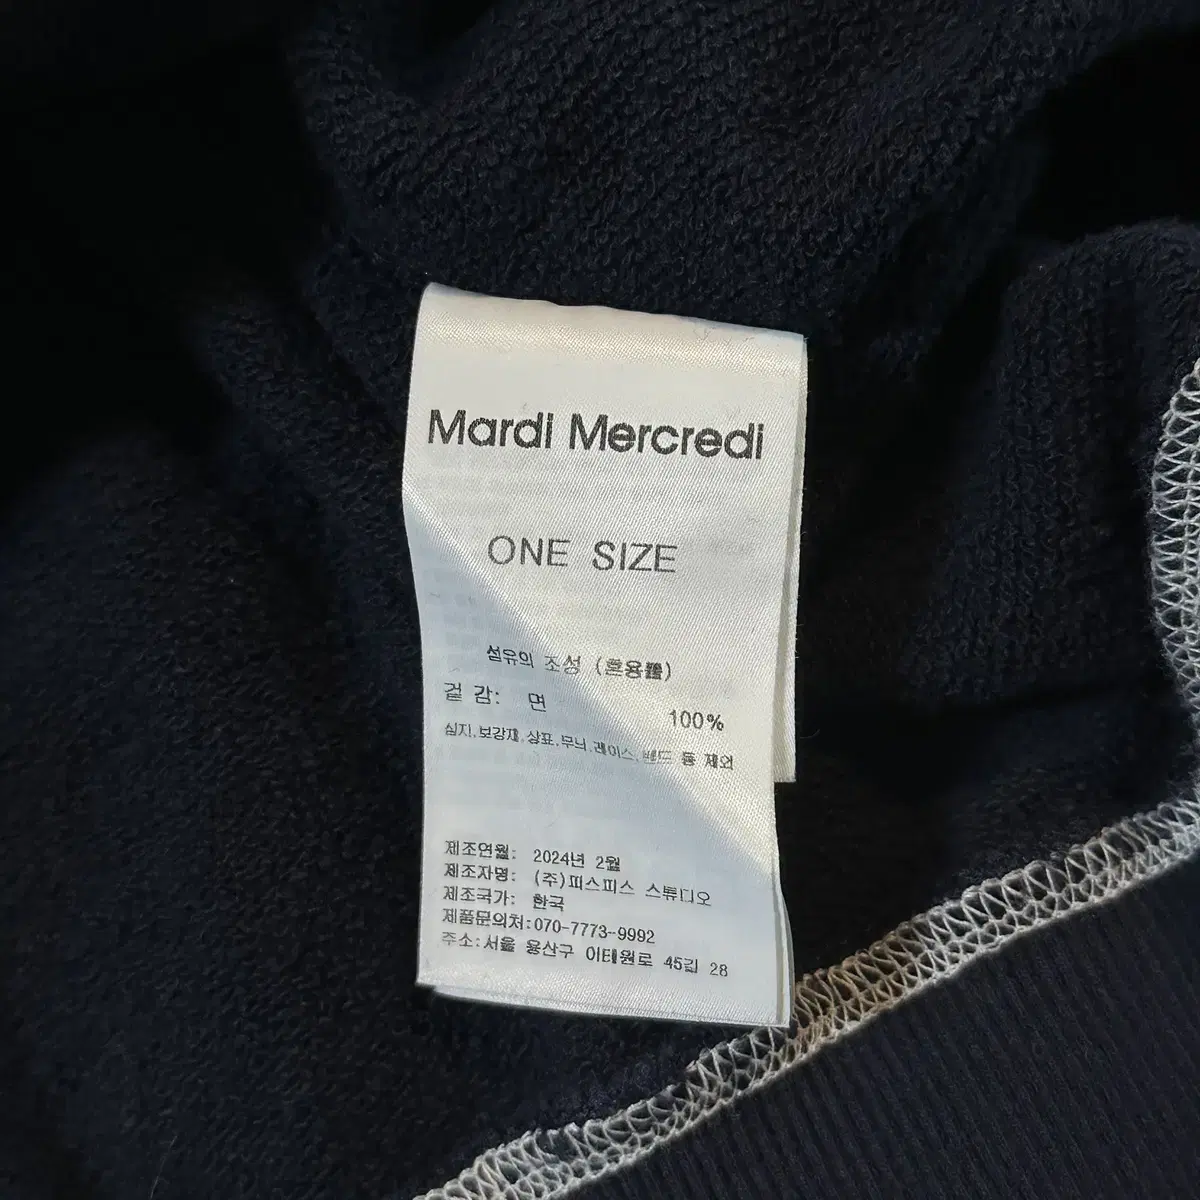 Mardi Mercredi
ONE SIZE
섬유의 조성 (혼용률)
겉 감: 면 100%
심지,보강재,상표,무늬,레이스,밴드 등 제외
제조연월: 2024년 2월
제조자명: (주)피스피스 스튜디오
제조국가: 한국
제품문의처:070-7773-9992
주소:서울 용산구 이태원로 45길 28